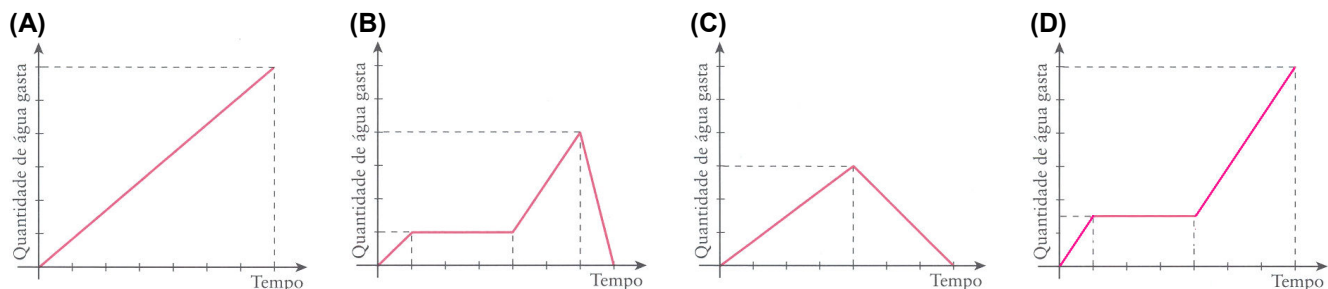 (A)
Quantidade de água gasta
Tempo
(B)
Quantidade de água gasta
Tempo
(C)
Quantidade de água gasta
Tempo
(D)
Quantidade de água gasta
Tempo